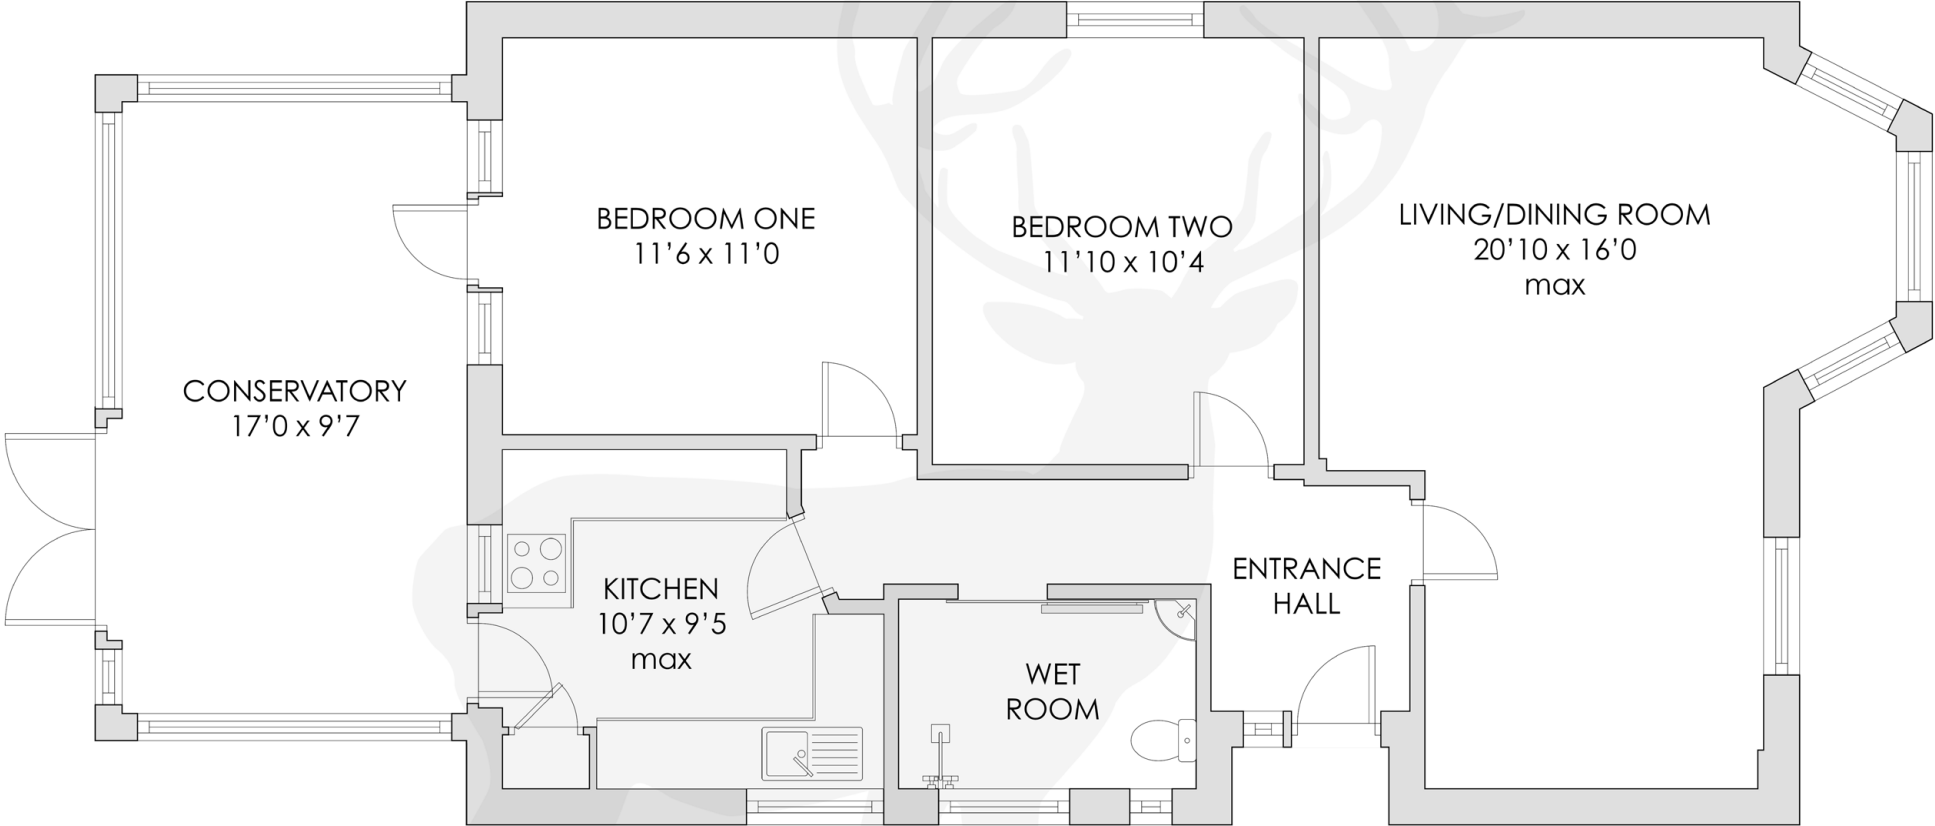 BEDROOM ONE
11'6 x 11'0
BEDROOM TWO
11'10 x 10'4
LIVING/DINING ROOM
20'10 x 16'0
max
CONSERVATORY
17'0 x 9'7
KITCHEN
10'7 x 9'5
max
ENTRANCE
HALL
WET
ROOM